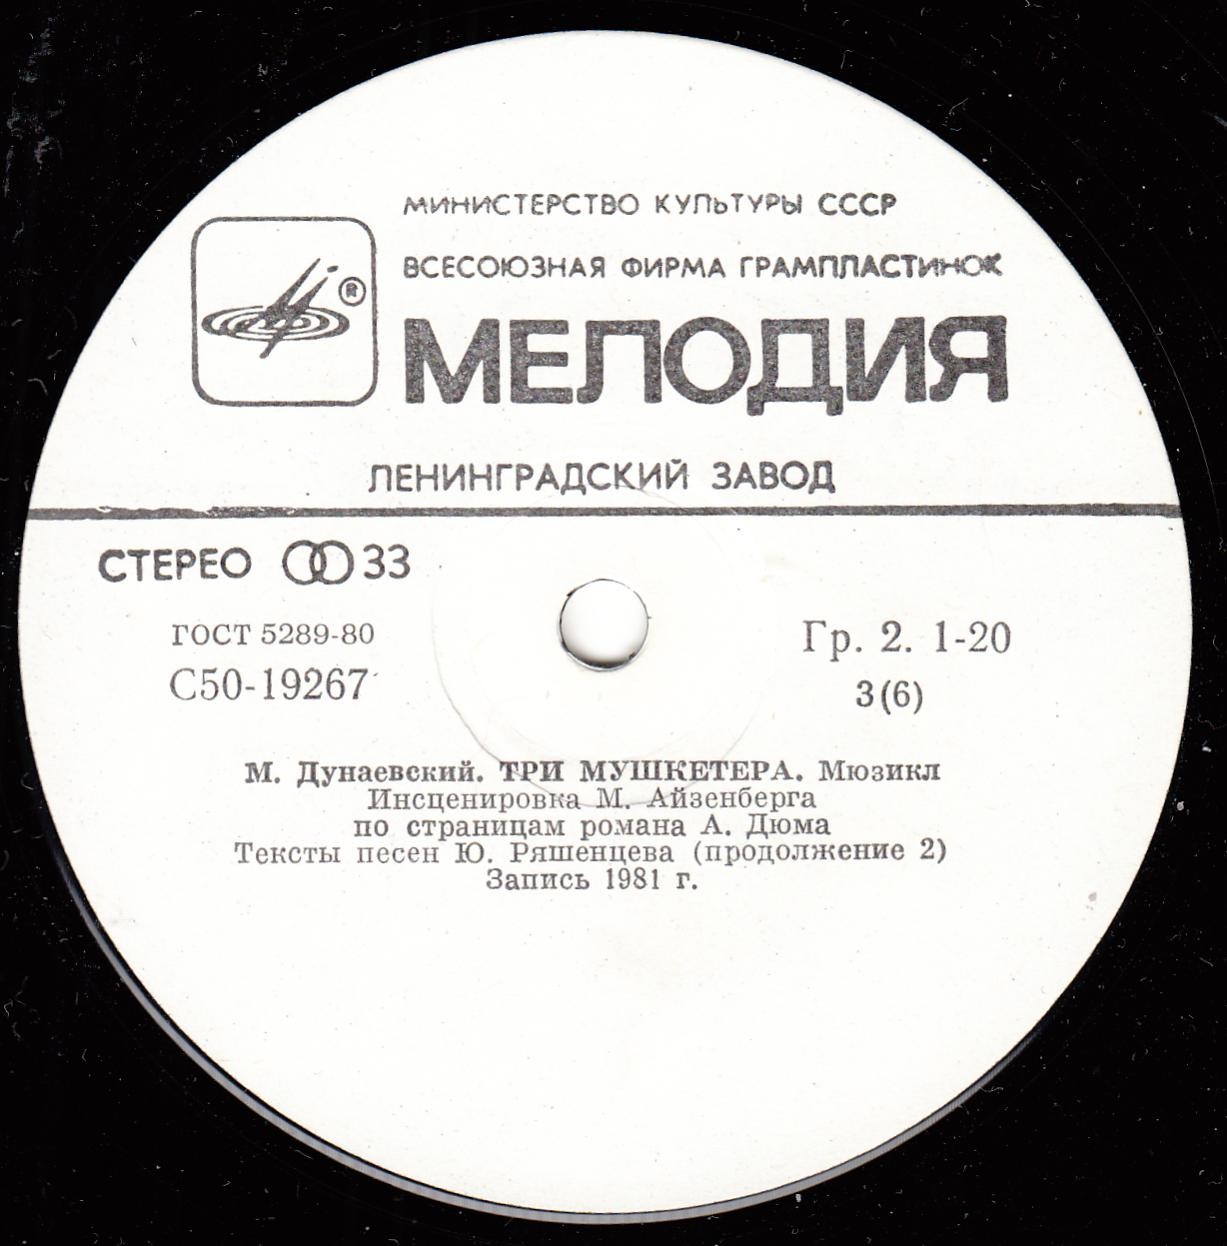 МИНИСТЕРСТВО КУЛЬТУРЫ СССР
ВСЕСОЮЗНАЯ ФИРМА ГРАМПЛАСТИНОК
®
МЕЛОДИЯ
ЛЕНИНГРАДСКИЙ ЗАВОД
СТЕРЕО 33
ГОСТ 5289-80
Гр. 2. 1-20
С50-19267
3(6)
М. Дунаевский. ТРИ МУШКЕТЕРА. Мюзикл
Инсценировка М. Айзенберга
по страницам романа А. Дюма
Тексты песен Ю. Ряшенцева (продолжение 2)
Запись 1981 г.